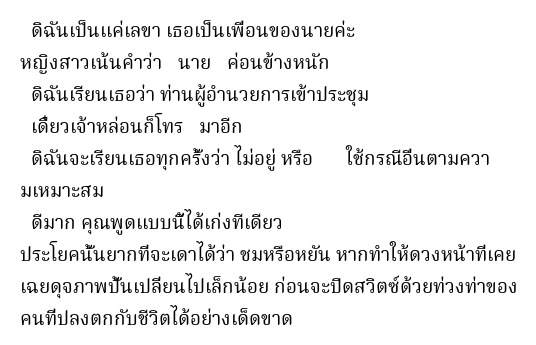 ดิฉันเป็นแค่เลขา เธอเป็นเพื่อนของนายค่ะ
หญิงสาวเน้นคำว่า นาย ค่อนข้างหนัก
ดิฉันเรียนเธอว่า ท่านผู้อำนวยการเข้าประชุม
เดี๋ยวเจ้าหล่อนก็โทร มาอีก
ดิฉันจะเรียนเธอทุกครั้งว่า ไม่อยู่ หรือ ใช้กรณีอื่นตามควา
มเหมาะสม
ดีมาก คุณพูดแบบนี้ได้เก่งทีเดียว
ประโยคนั้นยากที่จะเดาได้ว่า ชมหรือหยัน หากทำให้ดวงหน้าที่เคย
เฉยดุจภาพปั้นเปลี่ยนไปเล็กน้อย ก่อนจะปิดสวิตซ์ด้วยท่วงท่าของ
คนที่ปลงตกกับชีวิตได้อย่างเด็ดขาด